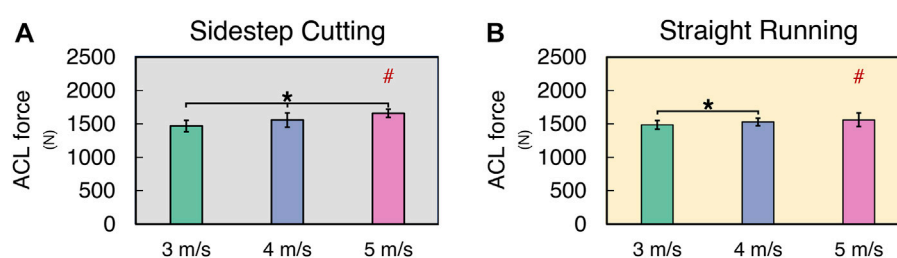 A
Sidestep Cutting
ACL force
(N)
2500
2000
1500
1000
500
0
*
#
3 m/s
4 m/s
5 m/s
B
Straight Running
ACL force
(N)
2500
2000
1500
1000
500
0
*
#
3 m/s
4 m/s
5 m/s